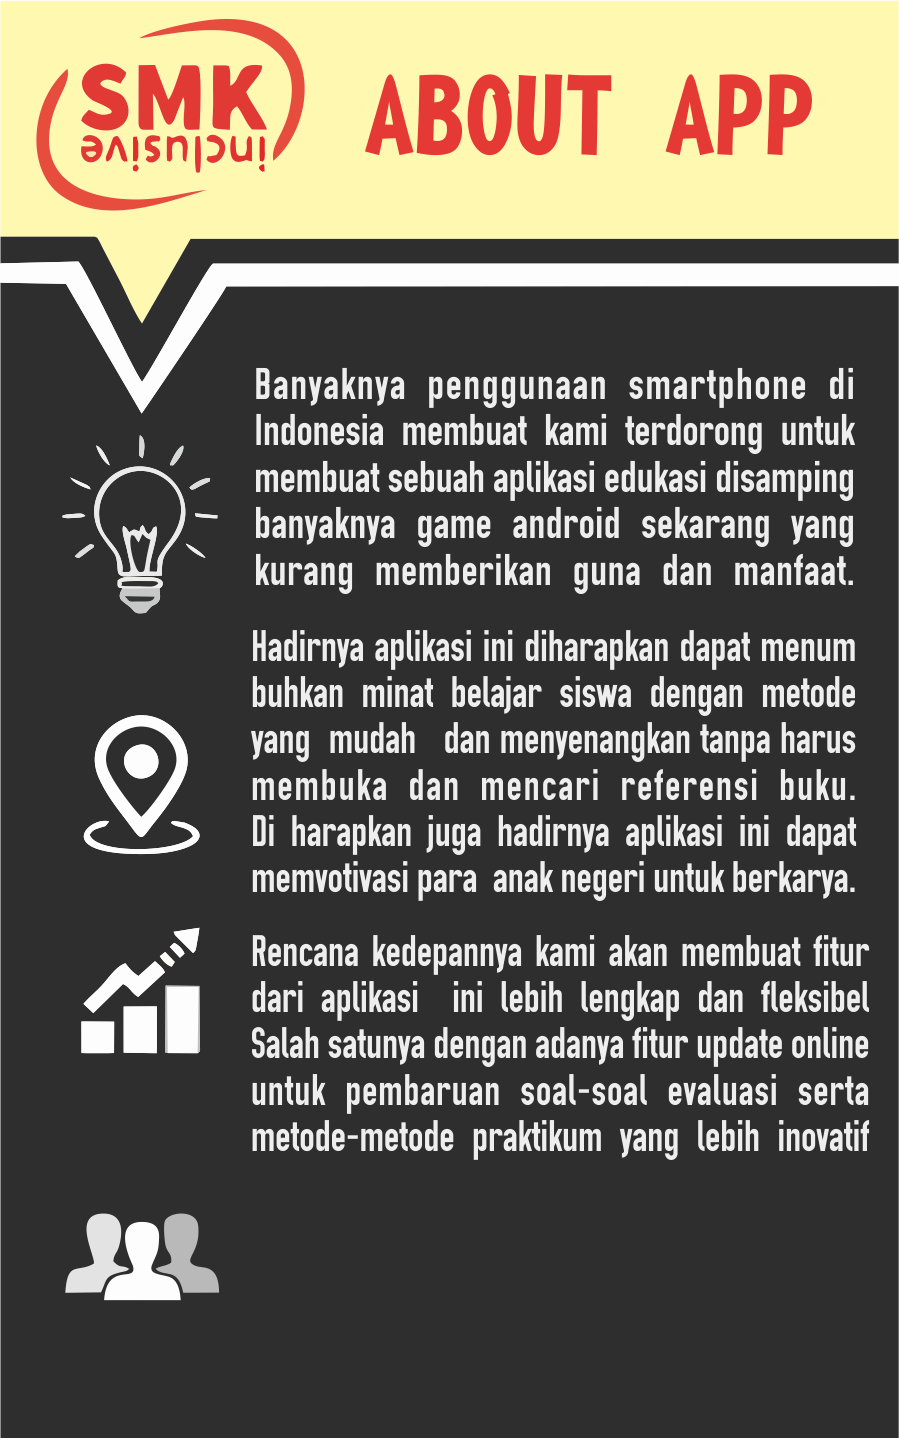 SMK
inclusive
ABOUT APP
Banyaknya penggunaan smartphone di
Indonesia membuat kami terdorong untuk
membuat sebuah aplikasi edukasi disamping
banyaknya game android sekarang yang
kurang memberikan guna dan manfaat.
Hadirnya aplikasi ini diharapkan dapat menum
buhkan minat belajar siswa dengan metode
yang mudah dan menyenangkan tanpa harus
membuka dan mencari referensi buku.
Di harapkan juga hadirnya aplikasi ini dapat
memvotivasi para anak negeri untuk berkarya.
Rencana kedepannya kami akan membuat fitur
dari aplikasi ini lebih lengkap dan fleksibel
Salah satunya dengan adanya fitur update online
untuk pembaruan soal-soal evaluasi serta
metode-metode praktikum yang lebih inovatif